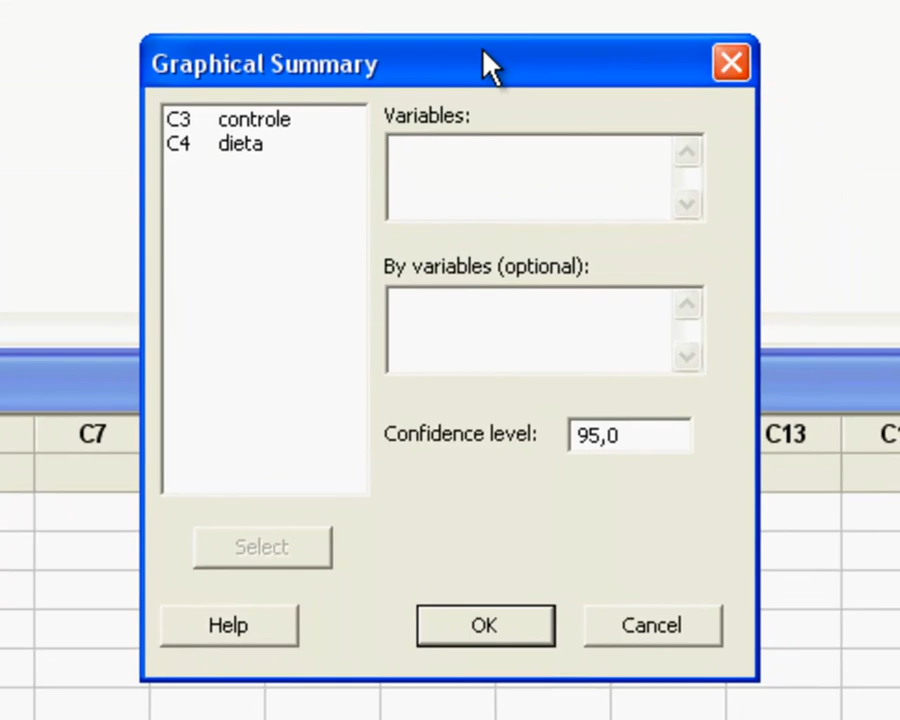 Graphical Summary
C3 controle
C4 dieta
Variables:
By variables (optional):
Confidence level: 95,0
C7
C13
Select
Help
OK
Cancel